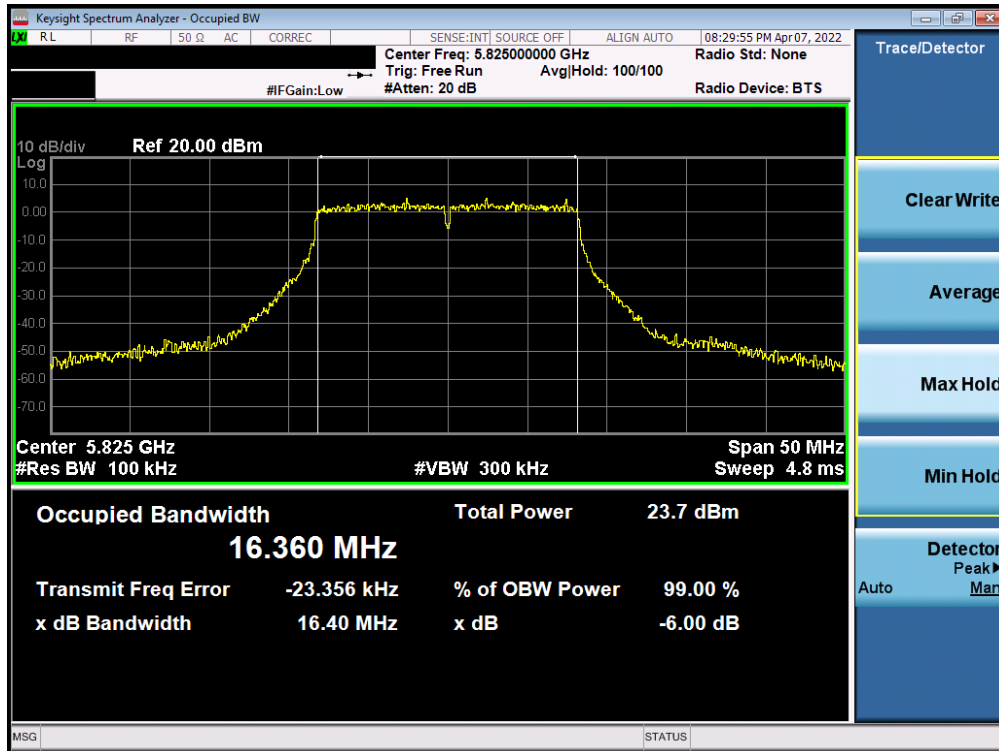 Keysight Spectrum Analyzer - Occupied BW
LXI RL RF 50 Ω AC CORREC SENSE:INT SOURCE OFF ALIGN AUTO 08:29:55 PM Apr 07, 2022
Center Freq: 5.825000000 GHz Radio Std: None
Trig: Free Run Avg|Hold: 100/100
#IFGain:Low #Atten: 20 dB Radio Device: BTS
10 dB/div Ref 20.00 dBm
Log
10.0
0.00
-10.0
-20.0
-30.0
-40.0
-50.0
-60.0
-70.0
Center 5.825 GHz Span 50 MHz
#Res BW 100 kHz #VBW 300 kHz Sweep 4.8 ms
Occupied Bandwidth Total Power 23.7 dBm
16.360 MHz
Transmit Freq Error -23.356 kHz % of OBW Power 99.00 %
x dB Bandwidth 16.40 MHz x dB -6.00 dB
MSG STATUS
Trace/Detector
Clear Write
Average
Max Hold
Min Hold
Detector
Peak▶
Auto Man